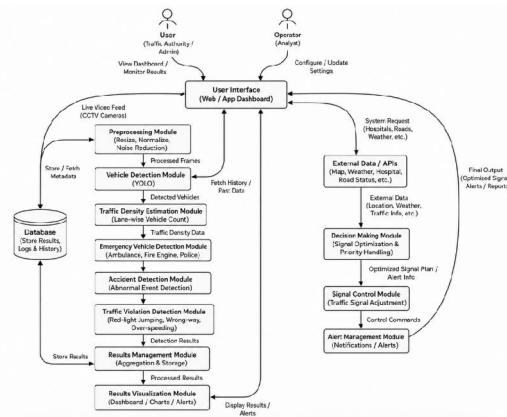 User
(Traffic Authority /
Admin)
Operator
(Analyst)
View Dashboard /
Monitor Results
Configure / Update
Settings
User Interface
(Web / App Dashboard)
Live Video Feed
(CCTV Cameras)
System Request
(Hospitals, Roads,
Weather, etc.)
Preprocessing Module
(Resize, Normalize,
Noise Reduction)
Store / Fetch
Metadata
Processed Frames
Vehicle Detection Module
(YOLO)
Fetch History /
Past Data
External Data / APIs
(Map, Weather, Hospital,
Road Status, etc.)
Final Output
(Optimised Signal
Alerts / Reports
Detected Vehicles
Traffic Density Estimation Module
(Lane-wise Vehicle Count)
External Data
(Location, Weather,
Traffic Info, etc.)
Traffic Density Data
Database
(Store Results,
Logs & History)
Emergency Vehicle Detection Module
(Ambulance, Fire Engine, Police)
Decision Making Module
(Signal Optimization &
Priority Handling)
Accident Detection Module
(Abnormal Event Detection)
Optimized Signal Plan /
Alert Info
Traffic Violation Detection Module
(Red-light Jumping, Wrong-way,
Over-speeding)
Signal Control Module
(Traffic Signal Adjustment)
Detection Results
Control Commands
Store Results
Results Management Module
(Aggregation & Storage)
Alert Management Module
(Notifications / Alerts)
Processed Results
Results Visualization Module
(Dashboard / Charts / Alerts)
Display Results /
Alerts